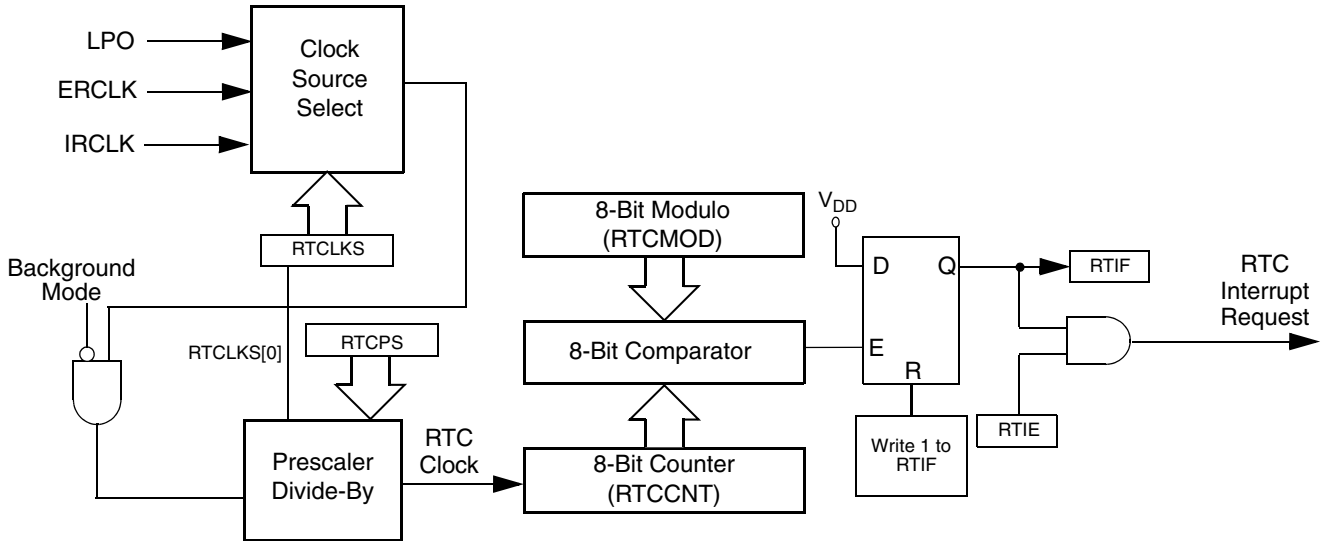 LPO
ERCLK
IRCLK
Clock
Source
Select
RTCLKS
Background
Mode
RTCLKS[0]
RTCPS
Prescaler
Divide-By
RTC
Clock
8-Bit Modulo
(RTCMOD)
8-Bit Comparator
8-Bit Counter
(RTCCNT)
VDD
D
Q
E
R
Write 1 to
RTIF
RTIF
RTIE
RTC
Interrupt
Request